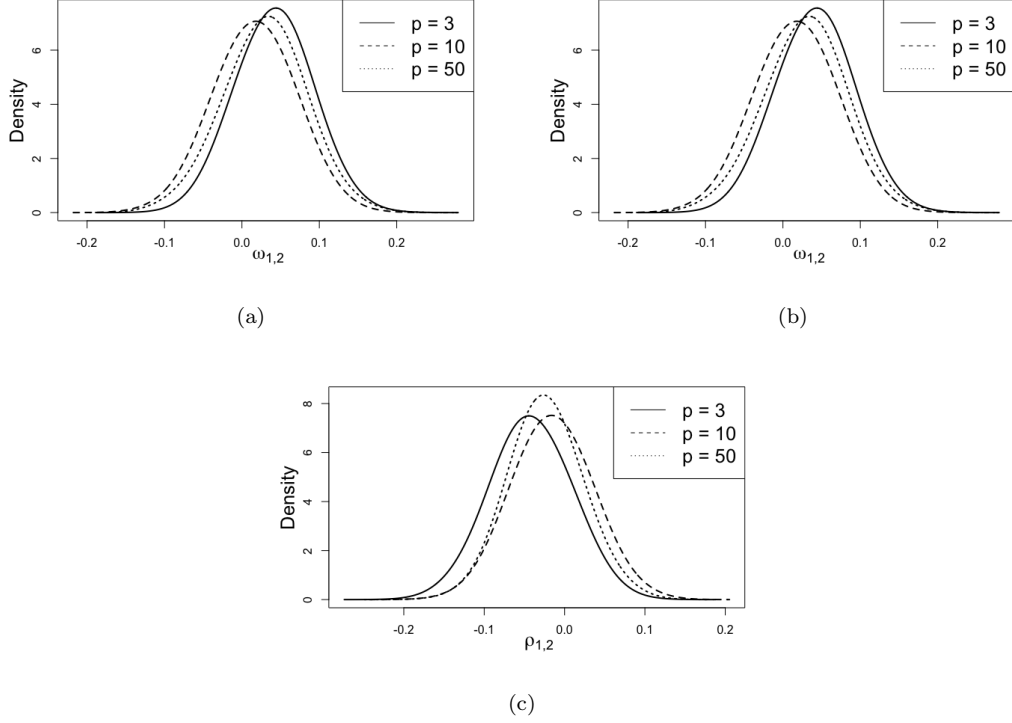 p = 3
p = 10
p = 50
Density
0 2 4 6
-0.2 -0.1 0.0 0.1 0.2
ω1,2
(a)
p = 3
p = 10
p = 50
Density
0 2 4 6
-0.2 -0.1 0.0 0.1 0.2
ω1,2
(b)
p = 3
p = 10
p = 50
Density
0 2 4 6 8
-0.2 -0.1 0.0 0.1 0.2
ρ1,2
(c)